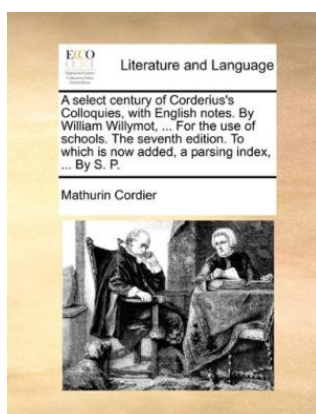 ECCO
Literature and Language
A select century of Corderius's
Colloquies, with English notes. By
William Willymot, ... For the use of
schools. The seventh edition. To
which is now added, a parsing index,
... By S. P.
Mathurin Cordier